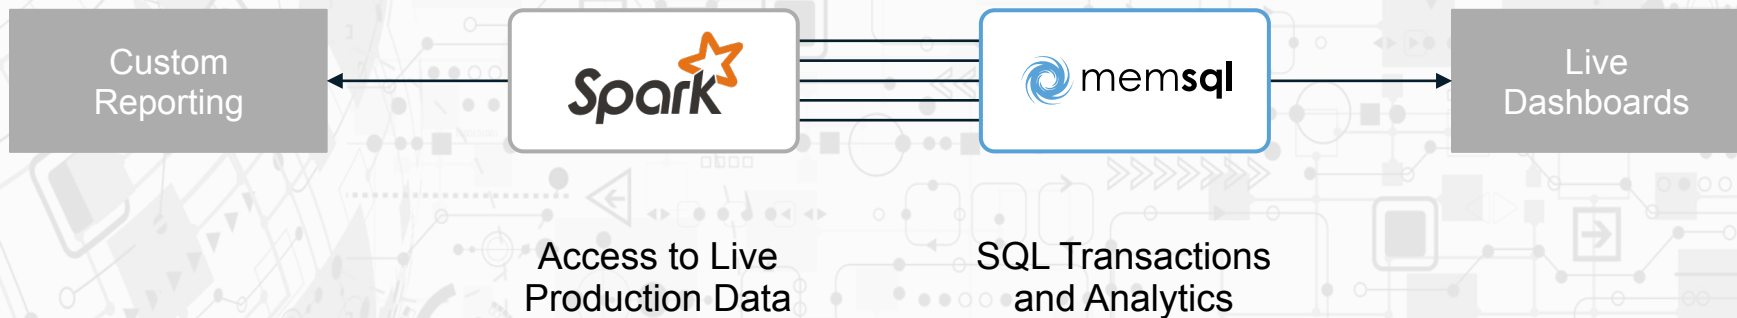 Custom
Reporting
Spark
memsql
Live
Dashboards
Access to Live
Production Data
SQL Transactions
and Analytics